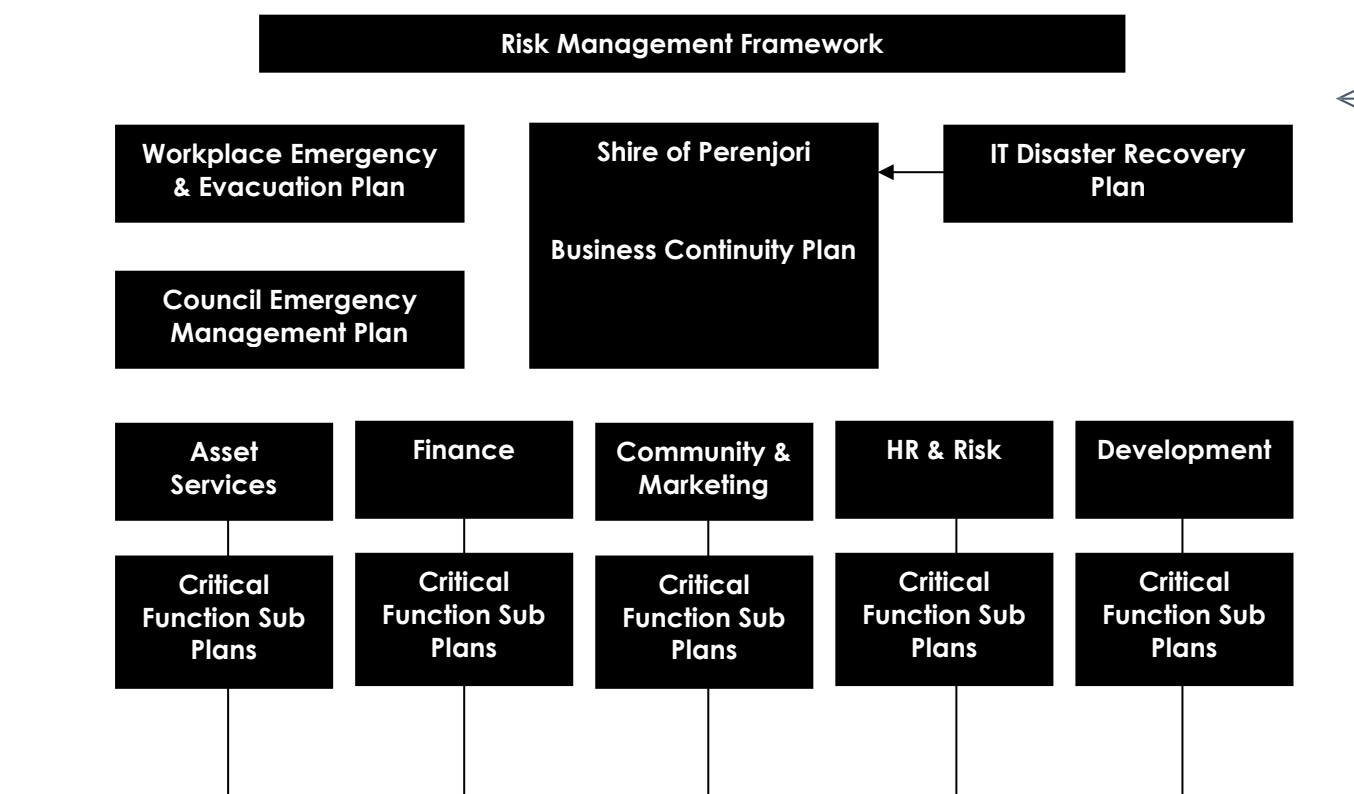 Risk Management Framework
Workplace Emergency
& Evacuation Plan
Shire of Perenjori
Business Continuity Plan
IT Disaster Recovery
Plan
Council Emergency
Management Plan
Asset
Services
Finance
Community &
Marketing
HR & Risk
Development
Critical
Function Sub
Plans
Critical
Function Sub
Plans
Critical
Function Sub
Plans
Critical
Function Sub
Plans
Critical
Function Sub
Plans